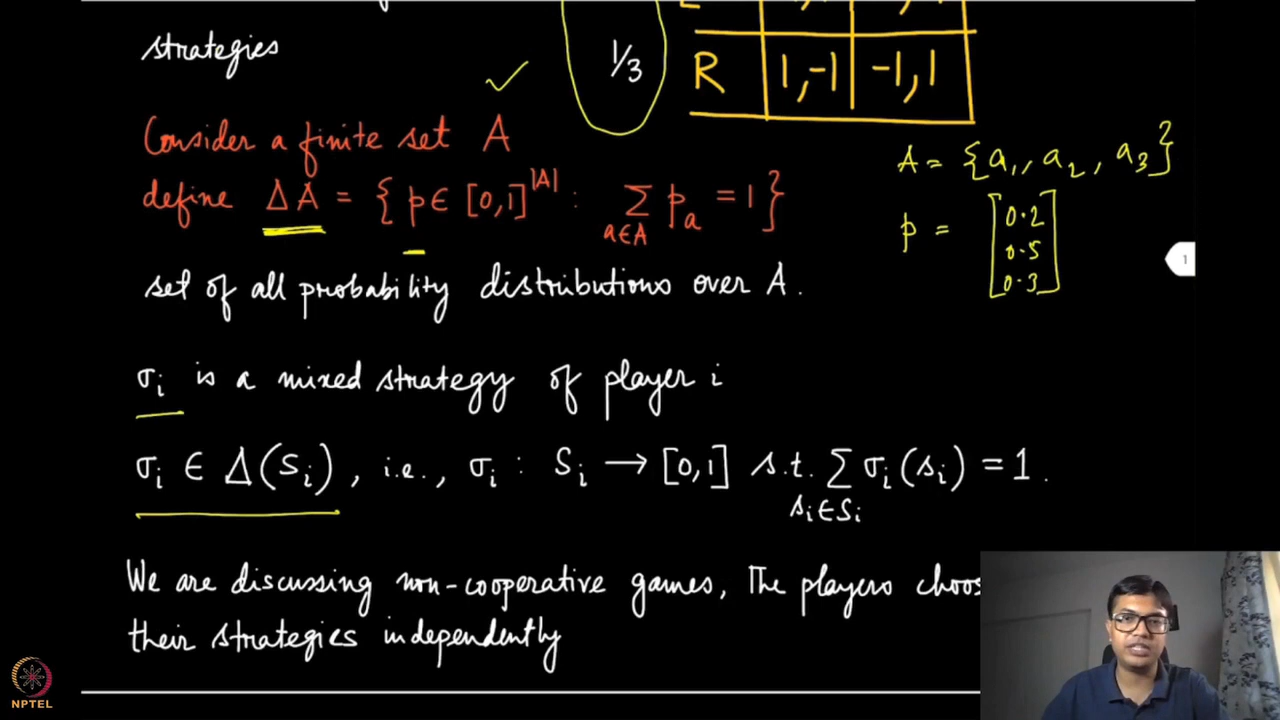 strategies
1/3
R 1,-1 -1,1
Consider a finite set A
define ΔA = { p ∈ [0,1]^|A| : ∑_{a∈A} p_a = 1 }
A = {a₁, a₂, a₃}
p = [0.2
0.5
0.3]
set of all probability distributions over A.
σᵢ is a mixed strategy of player i
σᵢ ∈ Δ(Sᵢ), i.e., σᵢ : Sᵢ → [0,1] s.t. ∑_{sᵢ∈Sᵢ} σᵢ(sᵢ) = 1.
We are discussing non-cooperative games, The players
their strategies independently
1
NPTEL